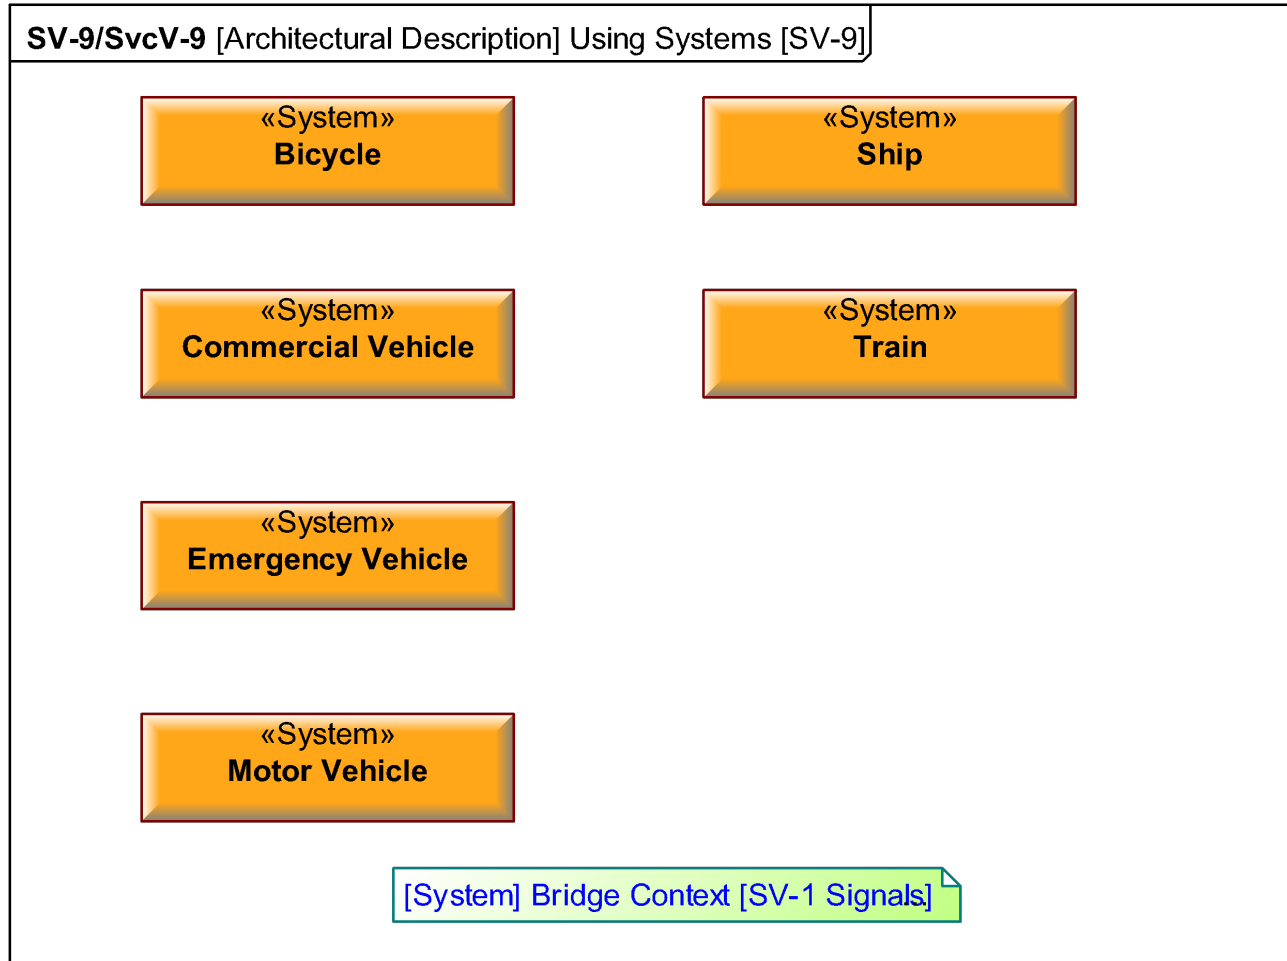 SV-9/SvcV-9 [Architectural Description] Using Systems [SV-9]
«System»
Bicycle
«System»
Ship
«System»
Commercial Vehicle
«System»
Train
«System»
Emergency Vehicle
«System»
Motor Vehicle
[System] Bridge Context [SV-1 Signals]
...